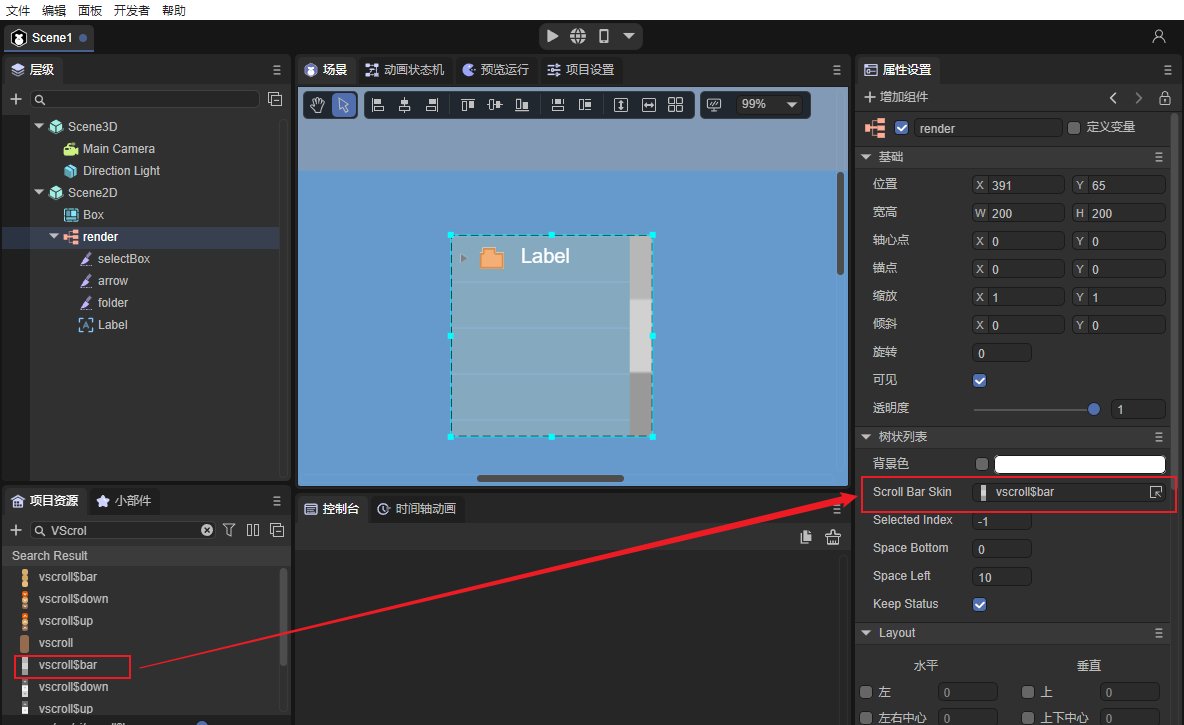 文件 编辑 面板 开发者 帮助
Scene1
层级
Scene3D
Main Camera
Direction Light
Scene2D
Box
render
selectBox
arrow
folder
Label
场景 动画状态机 预览运行 项目设置
99%
Label
项目资源 小部件
VScrol
Search Result
vscroll$bar
vscroll$down
vscroll$up
vscroll
vscroll$bar
vscroll$down
vscroll$up
控制台 时间轴动画
属性设置
增加组件
render 定义变量
基础
位置 X 391 Y 65
宽高 W 200 H 200
轴心点 X 0 Y 0
锚点 X 0 Y 0
缩放 X 1 Y 1
倾斜 X 0 Y 0
旋转 0
可见
透明度 1
树状列表
背景色
Scroll Bar Skin vscroll$bar
Selected Index -1
Space Bottom 0
Space Left 10
Keep Status
Layout
水平 垂直
左 0 上 0
左右中心 0 上下中心 0